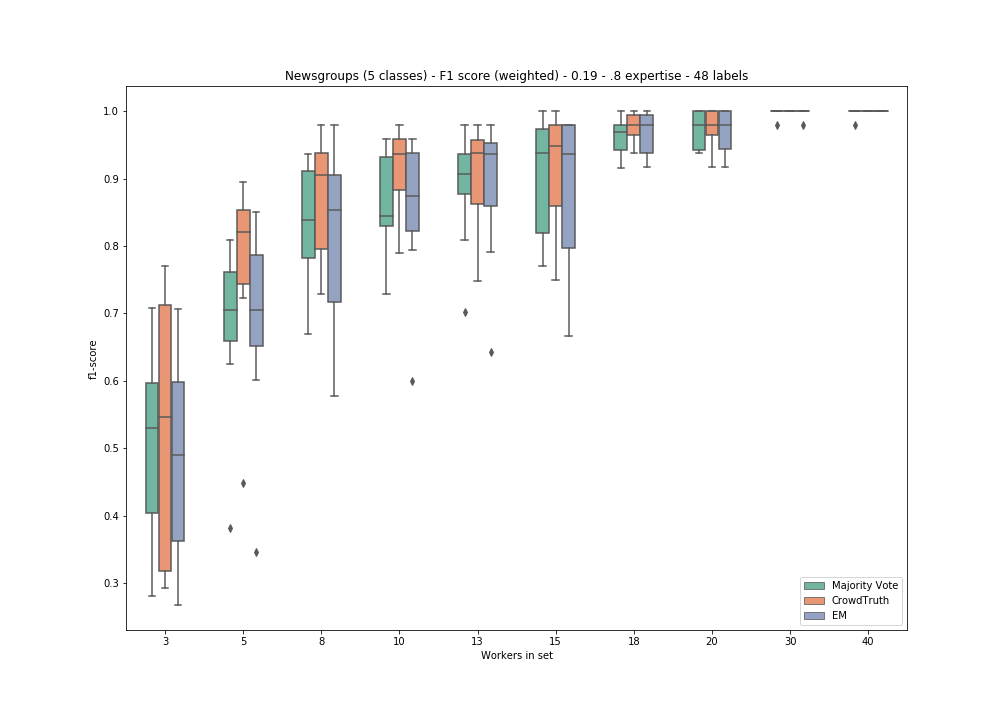 Newsgroups (5 classes) - F1 score (weighted) - 0.19 - .8 expertise - 48 labels
1.0
0.9
0.8
0.7
0.6
0.5
0.4
0.3
f1-score
3 5 8 10 13 15 18 20 30 40
Workers in set
Majority Vote
CrowdTruth
EM